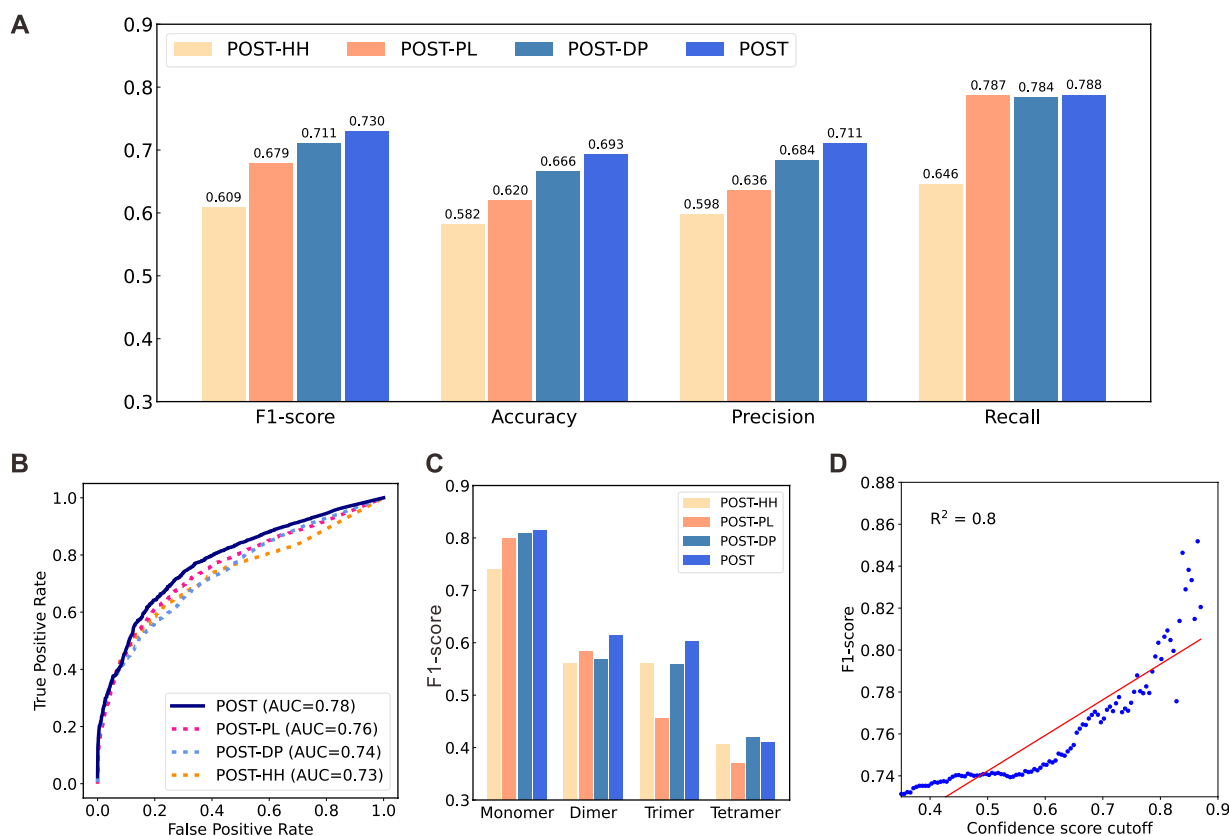 A
0.9
0.8
0.7
0.6
0.5
0.4
0.3
POST-HH POST-PL POST-DP POST
0.609 0.679 0.711 0.730
0.582 0.620 0.666 0.693
0.598 0.636 0.684 0.711
0.646 0.787 0.784 0.788
F1-score Accuracy Precision Recall
B
True Positive Rate
1.0
0.8
0.6
0.4
0.2
0.0
POST (AUC=0.78)
POST-PL (AUC=0.76)
POST-DP (AUC=0.74)
POST-HH (AUC=0.73)
0.0 0.2 0.4 0.6 0.8 1.0
False Positive Rate
C
F1-score
0.9
0.8
0.7
0.6
0.5
0.4
0.3
POST-HH
POST-PL
POST-DP
POST
Monomer Dimer Trimer Tetramer
D
F1-score
0.88
0.86
0.84
0.82
0.80
0.78
0.76
0.74
R² = 0.8
0.4 0.5 0.6 0.7 0.8 0.9
Confidence score cutoff